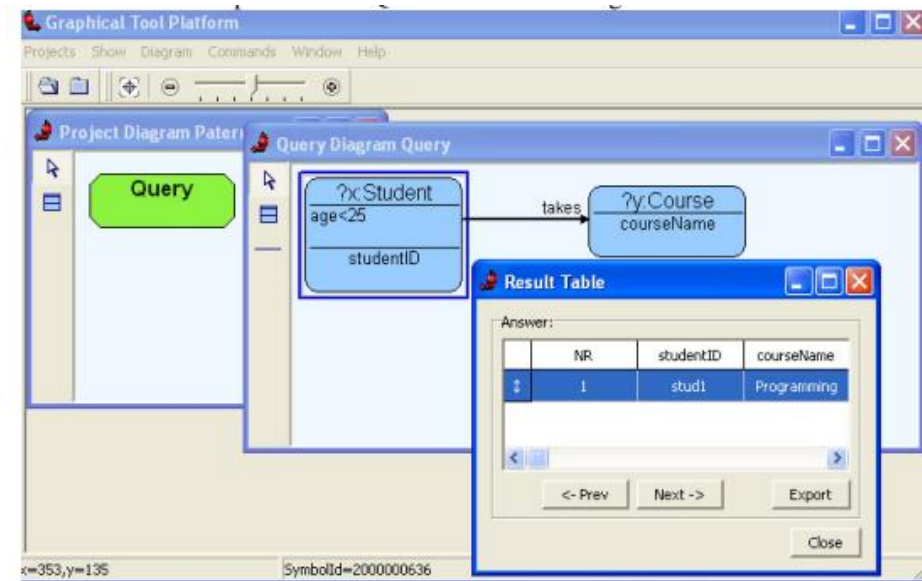 Graphical Tool Platform
Projects Show Diagram Commands Window Help
Project Diagram Patern
Query Diagram Query
Query
?x:Student
age<25
studentID
takes
?y:Course
courseName
Result Table
Answer:
NR studentID courseName
1 stud1 Programming
<- Prev Next -> Export
Close
x=353,y=135 SymbolId=2000000636